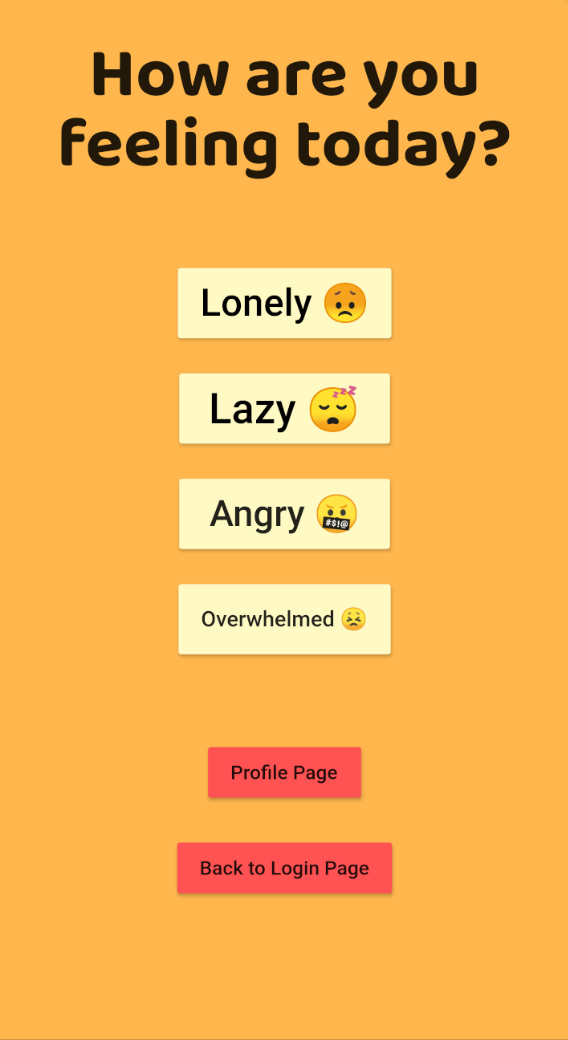 How are you
feeling today?
Lonely 😟
Lazy 😴
Angry 🤬
Overwhelmed 😣
Profile Page
Back to Login Page